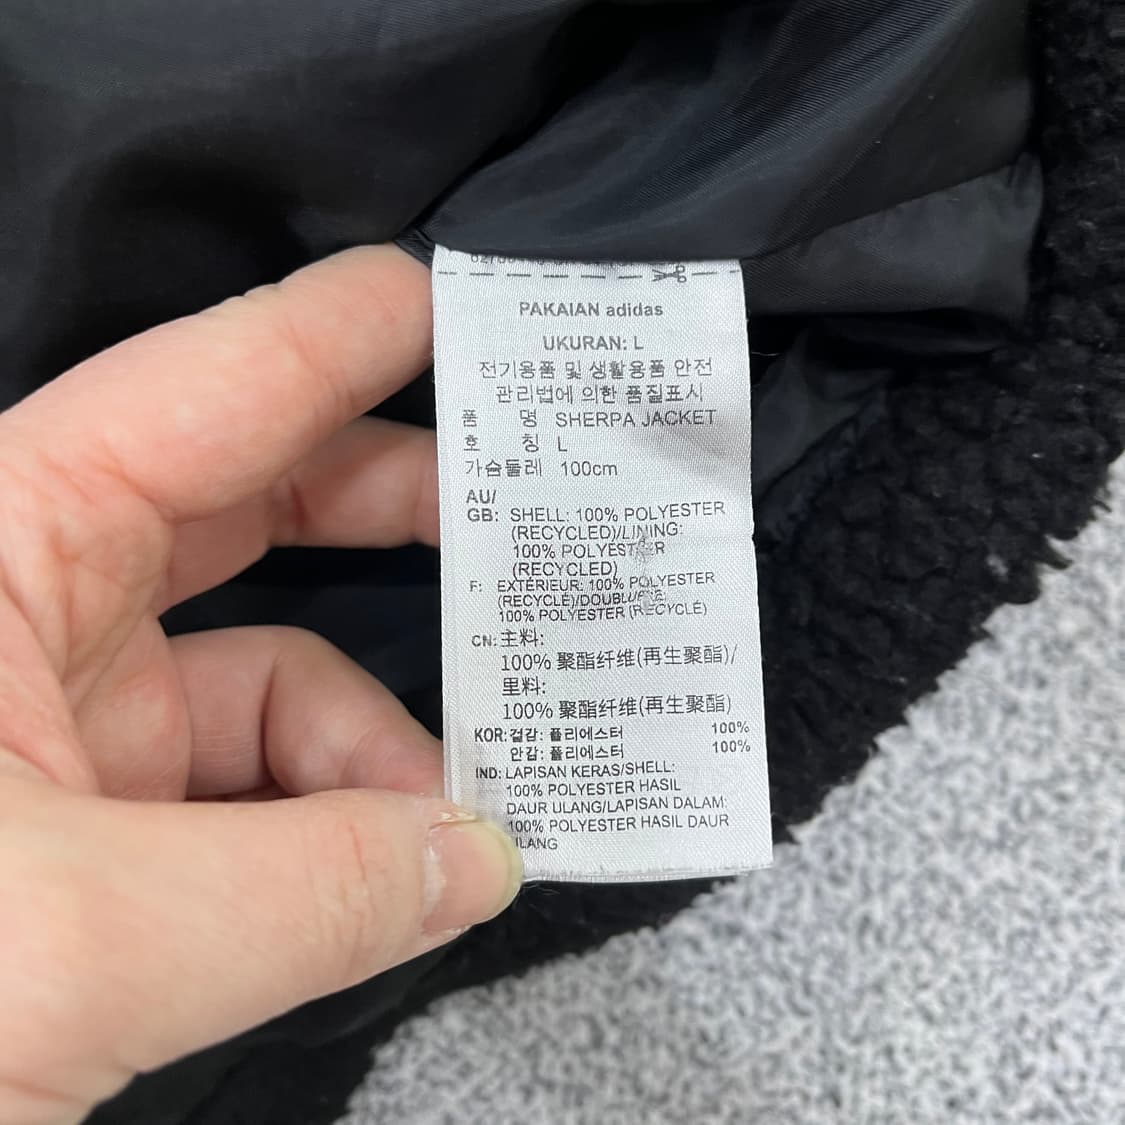 PAKAIAN adidas
UKURAN: L
전기용품 및 생활용품 안전
관리법에 의한 품질표시
품 명 SHERPA JACKET
호 칭 L
가슴둘레 100cm
AU/
GB: SHELL: 100% POLYESTER
(RECYCLED)/LINING:
100% POLYESTER
(RECYCLED)
F: EXTÉRIEUR: 100% POLYESTER
(RECYCLÉ)/DOUBLURE:
100% POLYESTER (RECYCLÉ)
CN: 主料:
100% 聚酯纤维(再生聚酯)/
里料:
100% 聚酯纤维(再生聚酯)
KOR: 겉감: 폴리에스터 100%
안감: 폴리에스터 100%
IND: LAPISAN KERAS/SHELL:
100% POLYESTER HASIL
DAUR ULANG/LAPISAN DALAM:
100% POLYESTER HASIL DAUR
ULANG